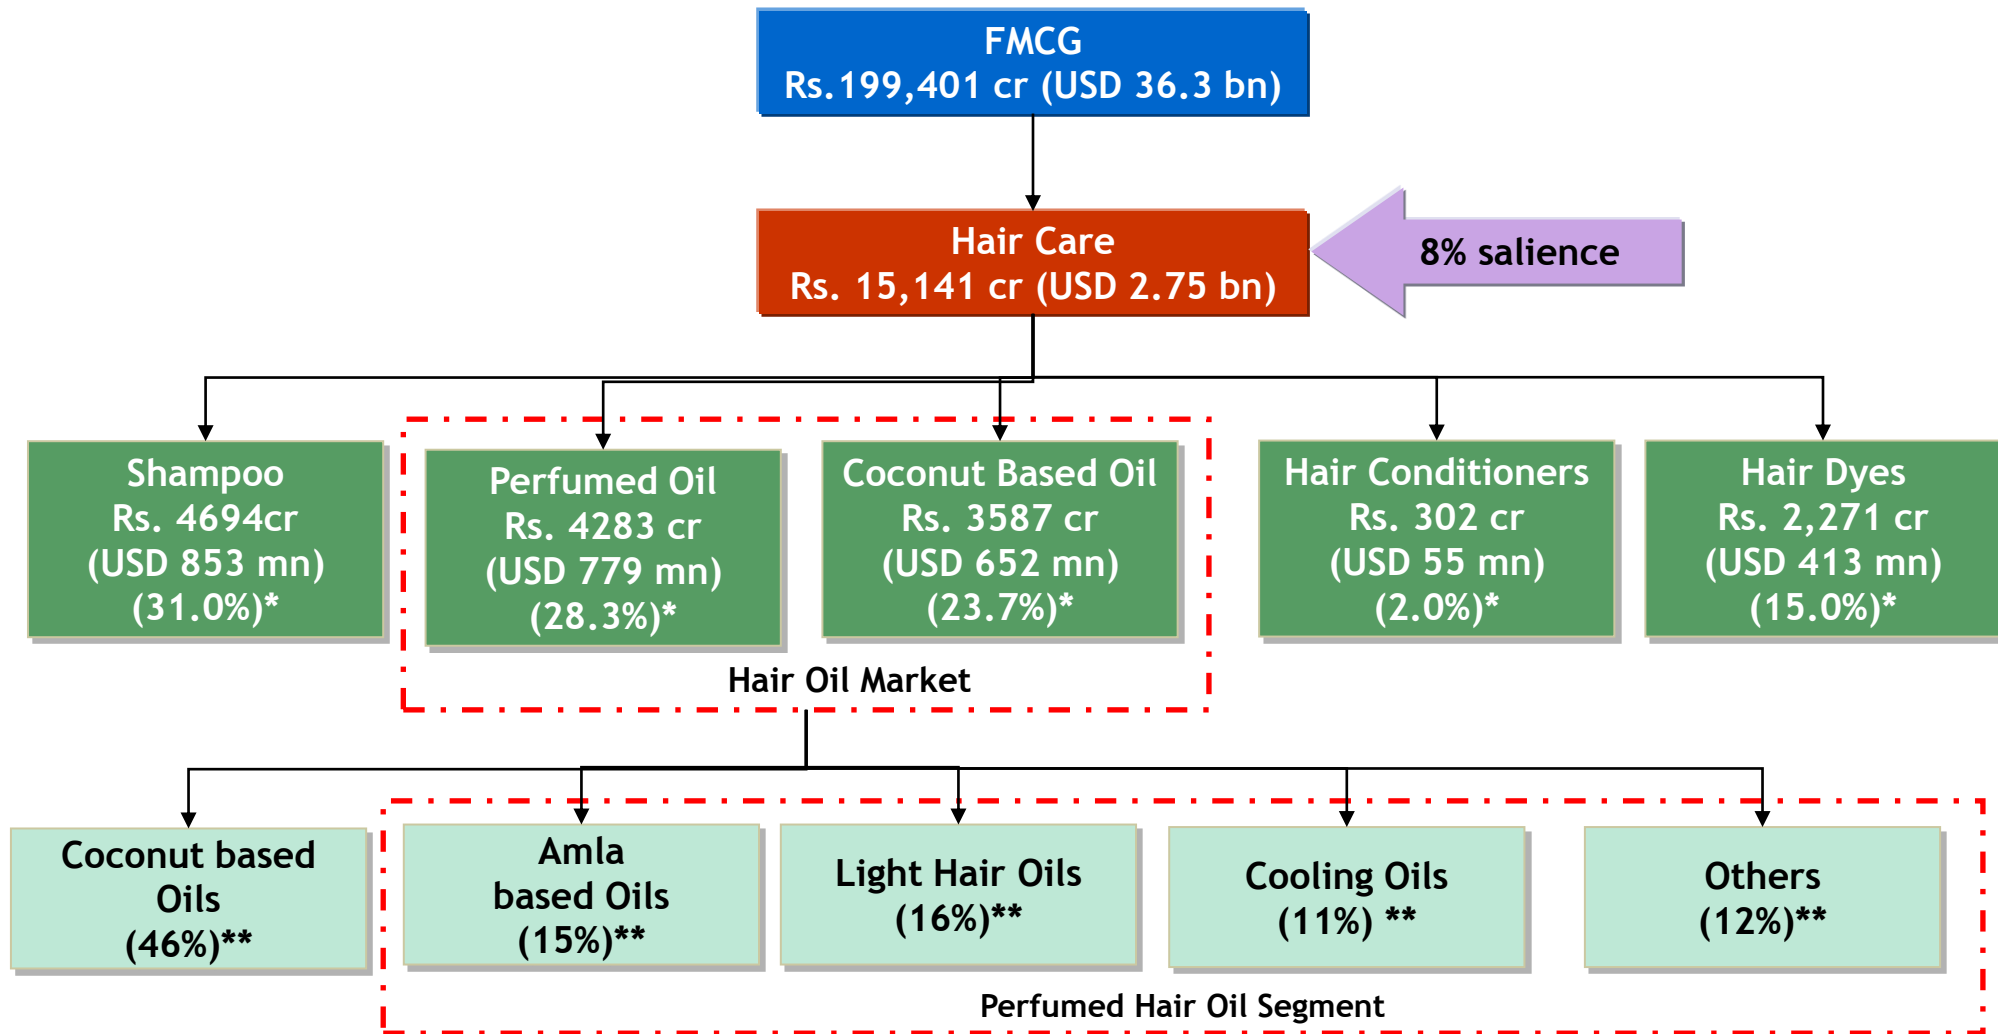 FMCG
Rs.199,401 cr (USD 36.3 bn)
Hair Care
Rs. 15,141 cr (USD 2.75 bn)
8% salience
Shampoo
Rs. 4694cr
(USD 853 mn)
(31.0%)*
Perfumed Oil
Rs. 4283 cr
(USD 779 mn)
(28.3%)*
Coconut Based Oil
Rs. 3587 cr
(USD 652 mn)
(23.7%)*
Hair Conditioners
Rs. 302 cr
(USD 55 mn)
(2.0%)*
Hair Dyes
Rs. 2,271 cr
(USD 413 mn)
(15.0%)*
Hair Oil Market
Coconut based
Oils
(46%)**
Amla
based Oils
(15%)**
Light Hair Oils
(16%)**
Cooling Oils
(11%) **
Others
(12%)**
Perfumed Hair Oil Segment